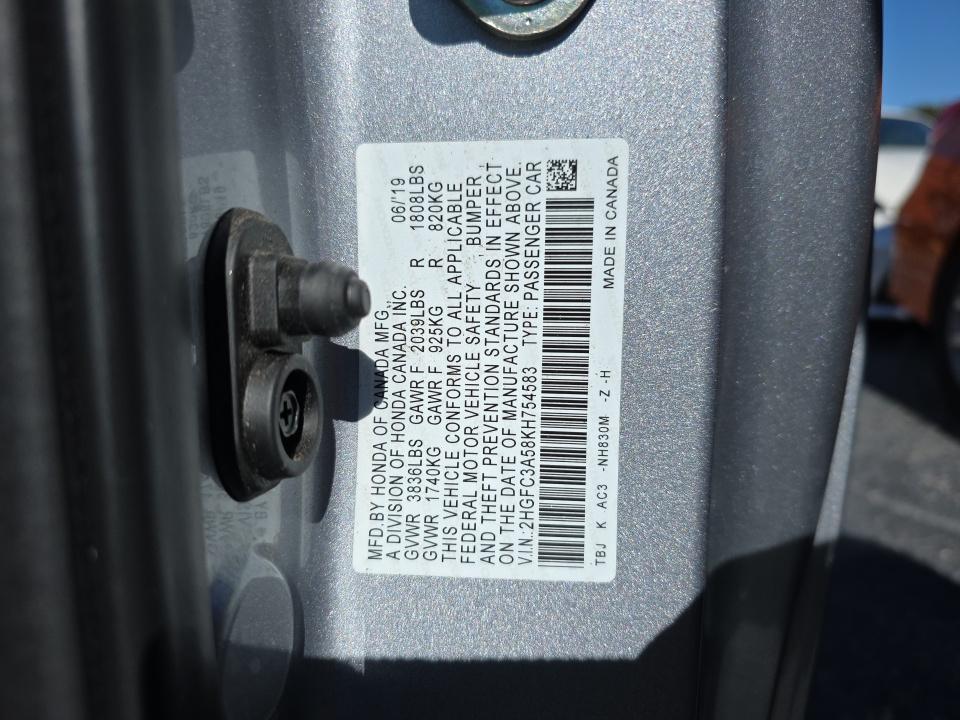 MFD.BY HONDA OF CANADA MFG., 06/'19
A DIVISION OF HONDA CANADA INC.
GVWR 3836LBS GAWR F 2039LBS R 1808LBS
GVWR 1740KG GAWR F 925KG R 820KG
THIS VEHICLE CONFORMS TO ALL APPLICABLE
FEDERAL MOTOR VEHICLE SAFETY , BUMPER ,
AND THEFT PREVENTION STANDARDS IN EFFECT
ON THE DATE OF MANUFACTURE SHOWN ABOVE.
V.I.N.:2HGFC3A58KH754583 TYPE: PASSENGER CAR
TBJ K AC3 -NH830M -Z -H MADE IN CANADA